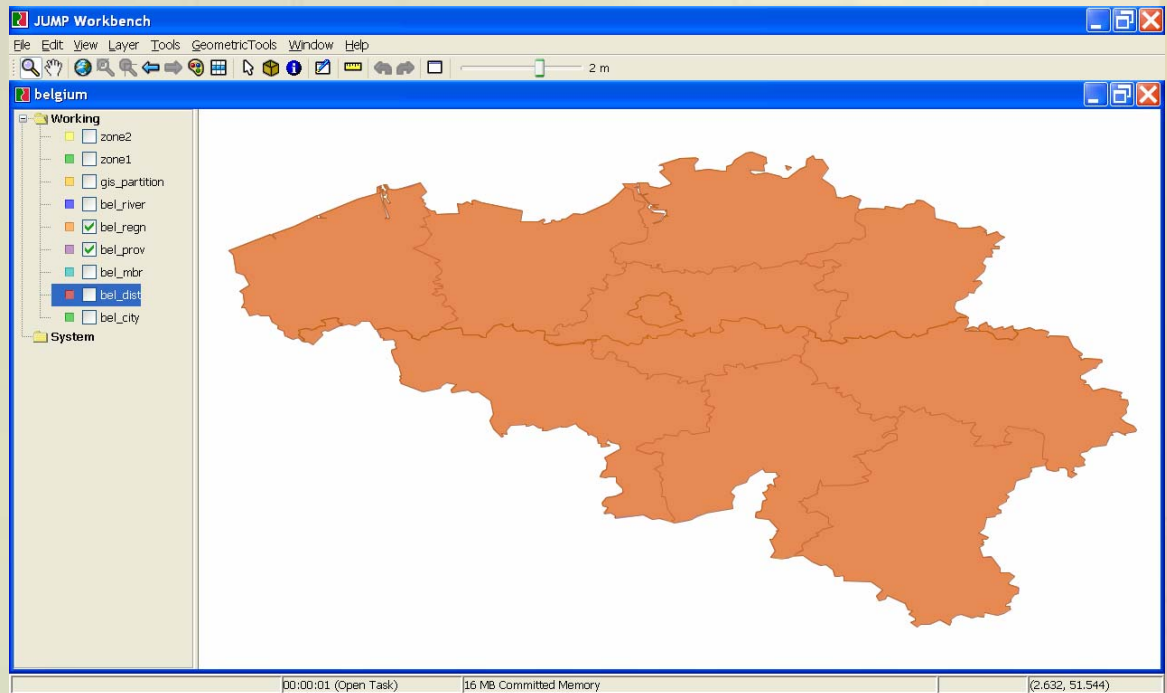 JUMP Workbench
File Edit View Layer Tools GeometricTools Window Help
2 m
belgium
Working
zone2
zone1
gis_partition
bel_river
bel_regn
bel_prov
bel_mbr
bel_dist
bel_city
System
00:00:01 (Open Task) 16 MB Committed Memory (2.632, 51.544)